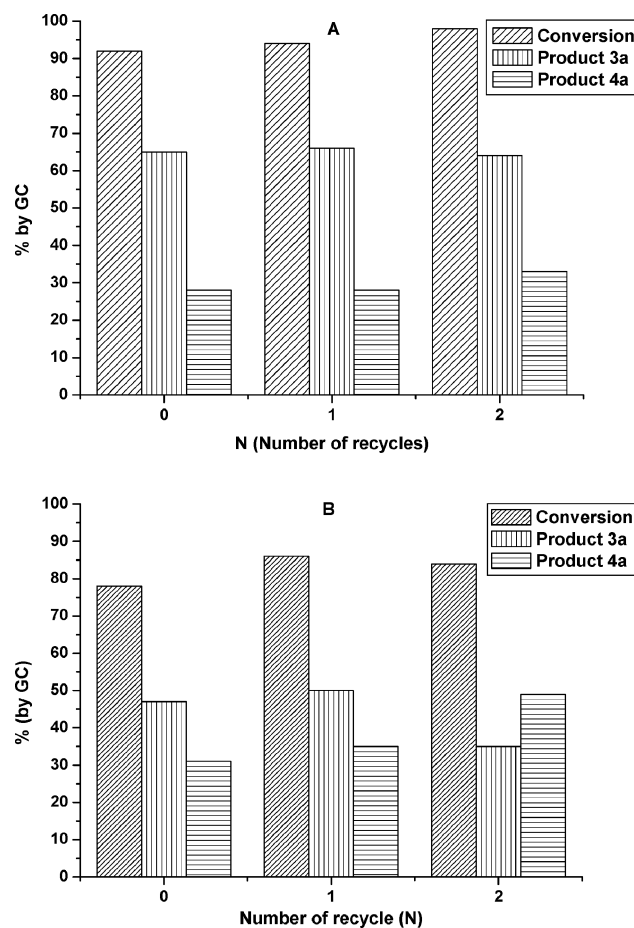 A
Conversion
Product 3a
Product 4a
100
90
80
70
60
50
40
30
20
10
0
% by GC
0 1 2
N (Number of recycles)
B
Conversion
Product 3a
Product 4a
100
90
80
70
60
50
40
30
20
10
0
% (by GC)
0 1 2
Number of recycle (N)